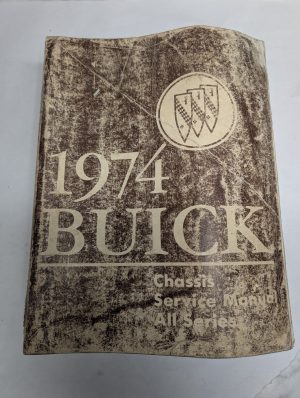 1974
BUICK
Chassis
Service Manual
All Series